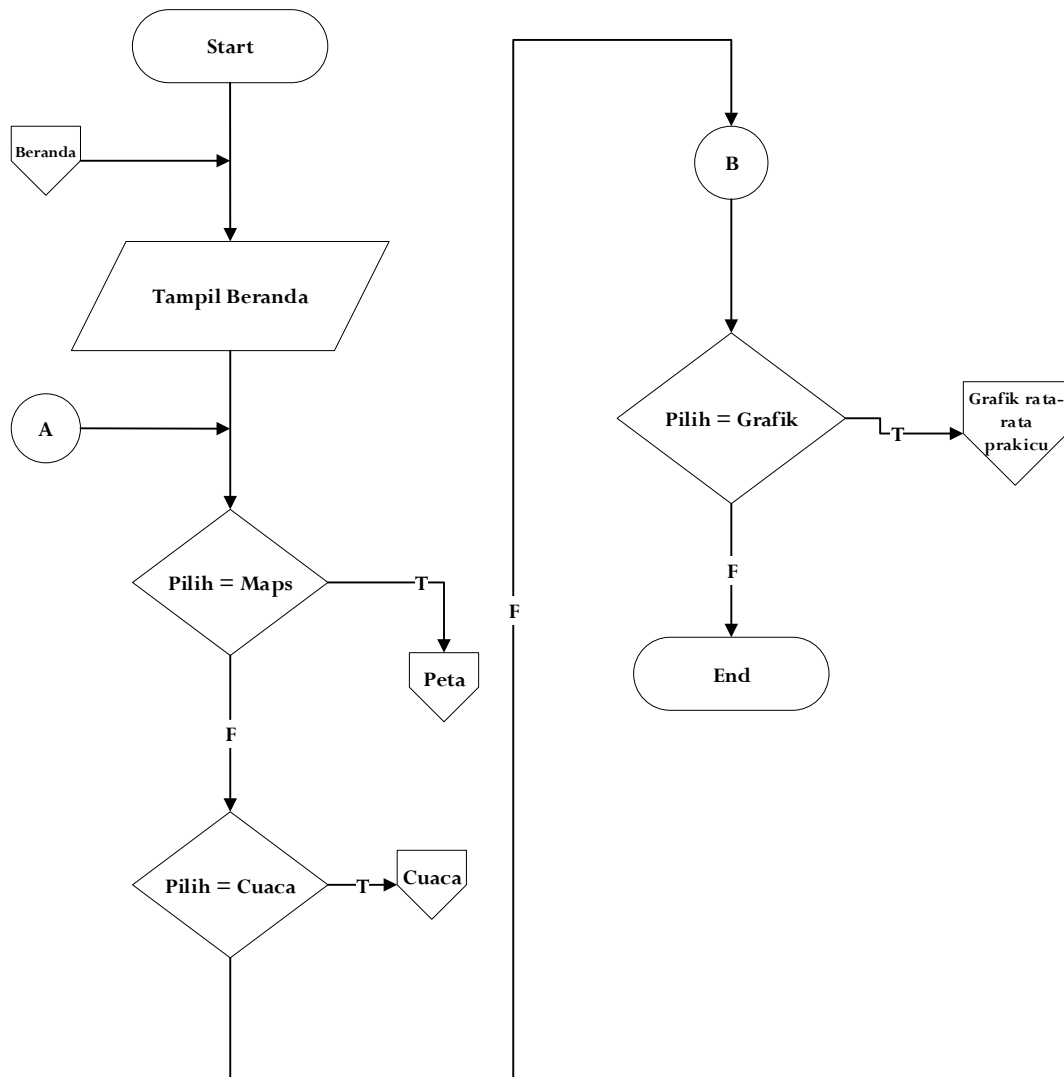 Start
Beranda
Tampil Beranda
A
Pilih = Maps
T
Peta
F
Pilih = Cuaca
T
Cuaca
F
B
Pilih = Grafik
T
Grafik rata-
rata
prakicu
F
End